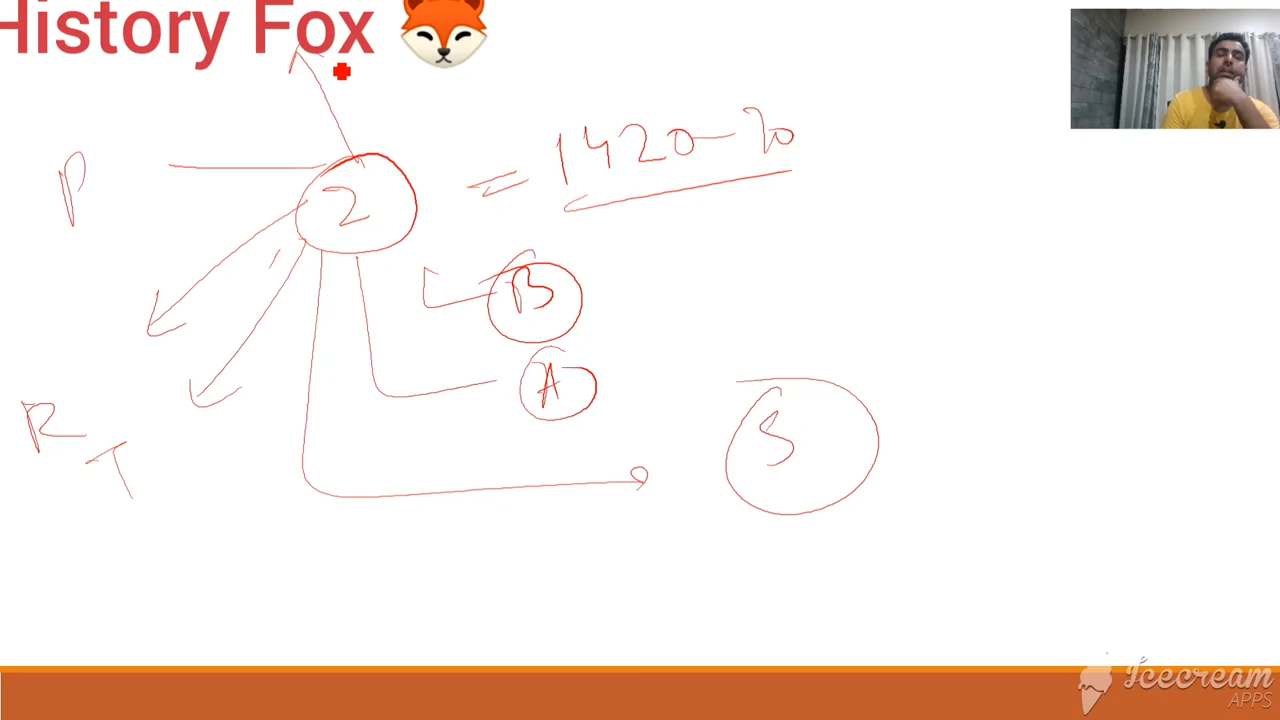 History Fox
P
2 = 1420-70
B
A
R
T
S
Icecream
APPS